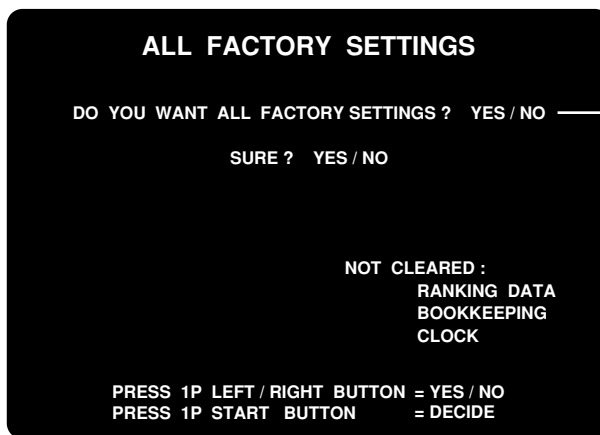 ALL FACTORY SETTINGS
DO YOU WANT ALL FACTORY SETTINGS ? YES / NO
SURE ? YES / NO
NOT CLEARED :
RANKING DATA
BOOKKEEPING
CLOCK
PRESS 1P LEFT / RIGHT BUTTON = YES / NO
PRESS 1P START BUTTON = DECIDE